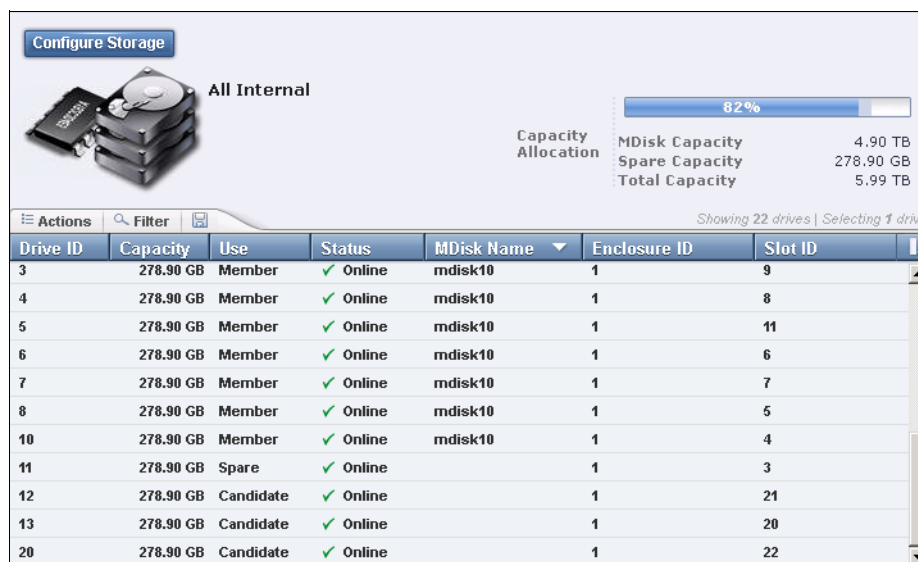 Configure Storage
All Internal
82%
Capacity Allocation
MDisk Capacity 4.90 TB
Spare Capacity 278.90 GB
Total Capacity 5.99 TB
Actions Filter Showing 22 drives | Selecting 1 driv
Drive ID Capacity Use Status MDisk Name Enclosure ID Slot ID
3 278.90 GB Member Online mdisk10 1 9
4 278.90 GB Member Online mdisk10 1 8
5 278.90 GB Member Online mdisk10 1 11
6 278.90 GB Member Online mdisk10 1 6
7 278.90 GB Member Online mdisk10 1 7
8 278.90 GB Member Online mdisk10 1 5
10 278.90 GB Member Online mdisk10 1 4
11 278.90 GB Spare Online 1 3
12 278.90 GB Candidate Online 1 21
13 278.90 GB Candidate Online 1 20
20 278.90 GB Candidate Online 1 22